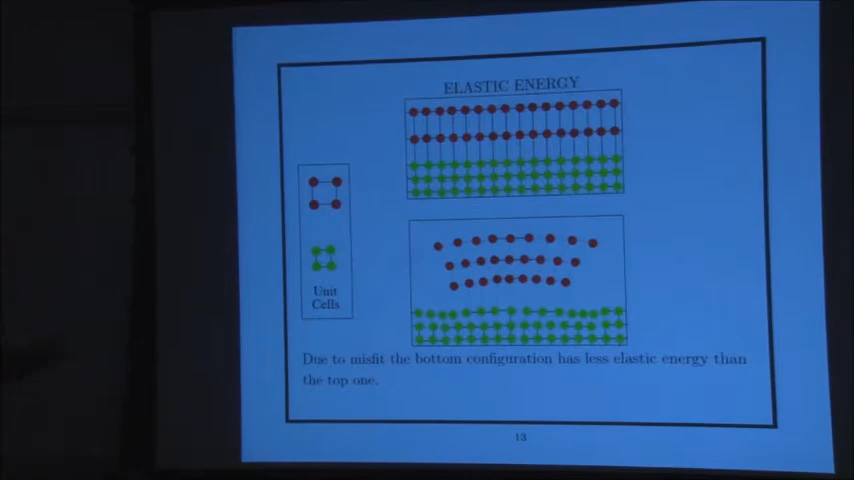 ELASTIC ENERGY
Unit
Cells
Due to misfit the bottom configuration has less elastic energy than
the top one.
13